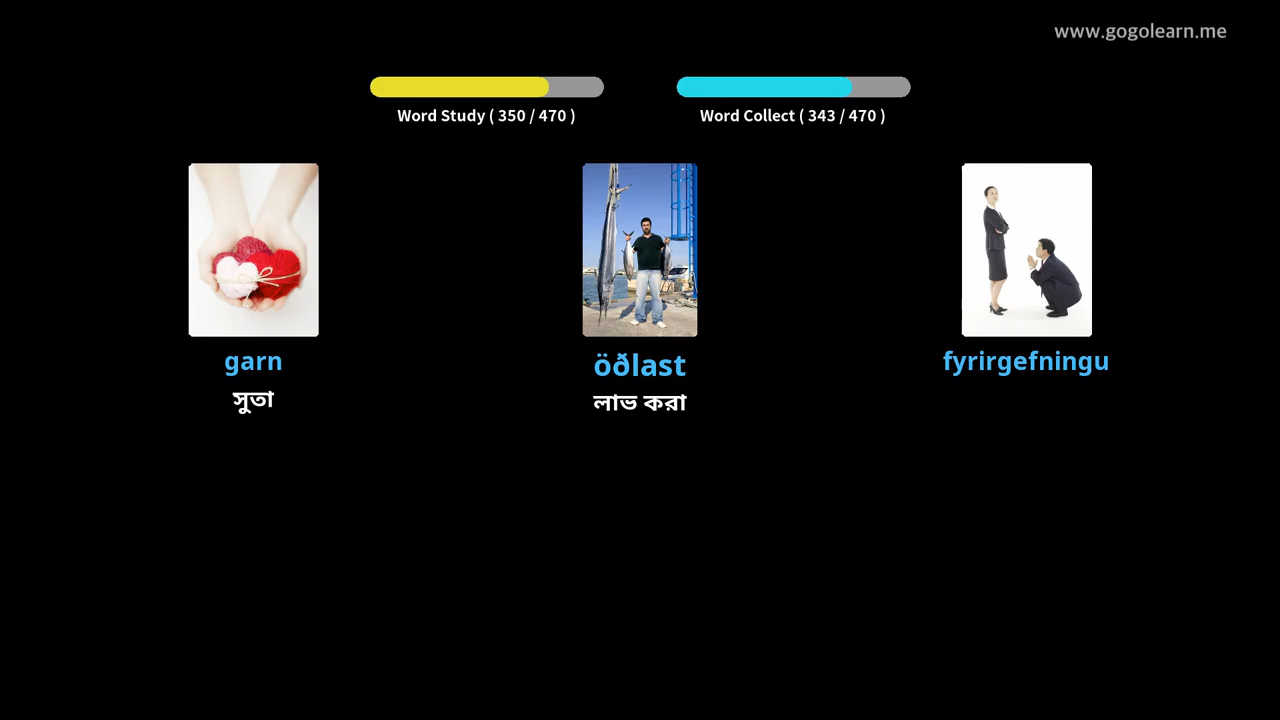 www.gogolearn.me
Word Study ( 350 / 470 )
Word Collect ( 343 / 470 )
garn
öðlast
fyrirgefningu
সুতা
লাভ করা